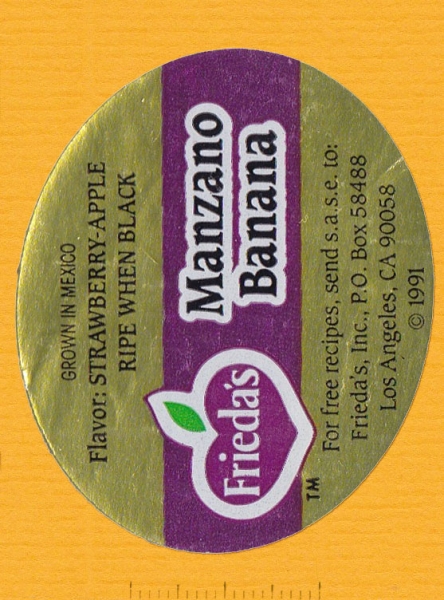 GROWN IN MEXICO
Flavor: STRAWBERRY-APPLE
RIPE WHEN BLACK
Frieda's
TM
Manzano
Banana
For free recipes, send s.a.s.e. to:
Frieda's, Inc., P.O. Box 58488
Los Angeles, CA 90058
© 1991